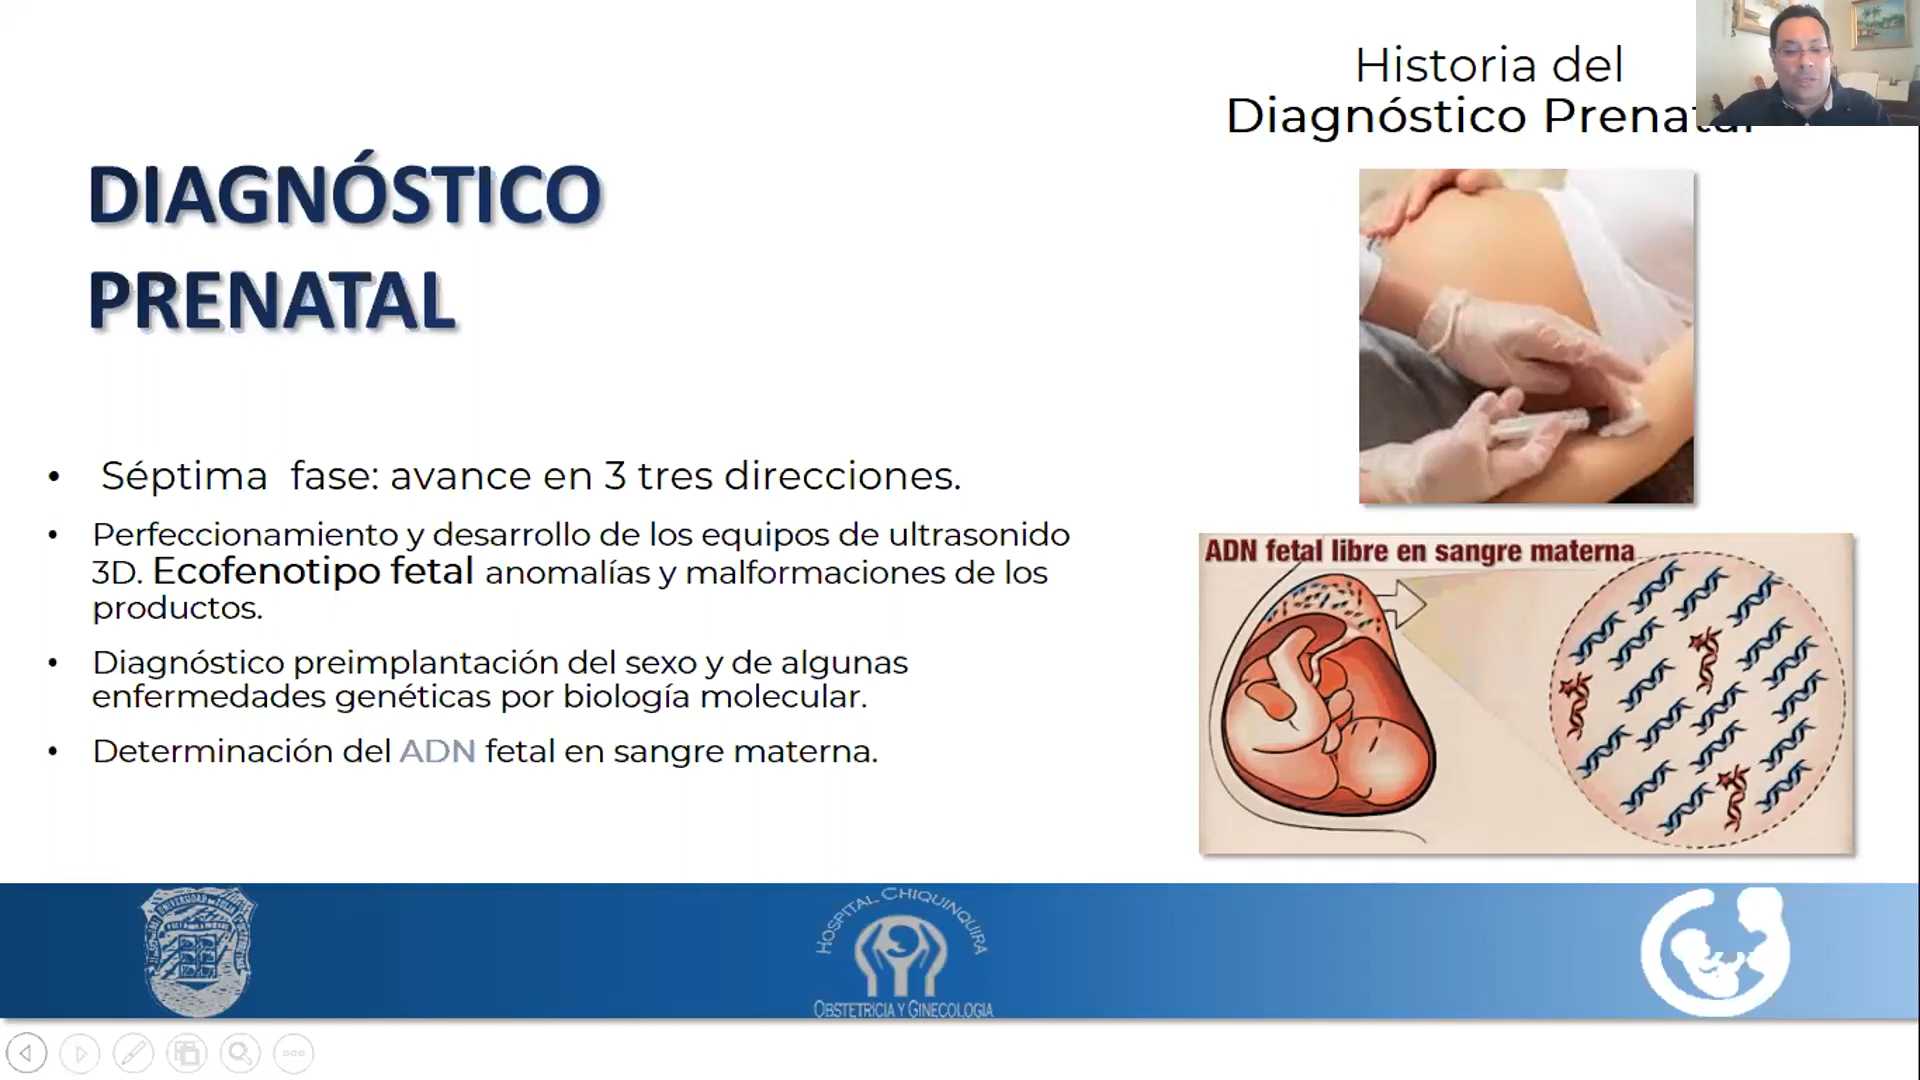 Historia del
Diagnóstico Prenatal
DIAGNÓSTICO
PRENATAL
• Séptima fase: avance en 3 tres direcciones.
• Perfeccionamiento y desarrollo de los equipos de ultrasonido
3D. Ecofenotipo fetal anomalías y malformaciones de los
productos.
• Diagnóstico preimplantación del sexo y de algunas
enfermedades genéticas por biología molecular.
• Determinación del ADN fetal en sangre materna.
ADN fetal libre en sangre materna
HOSPITAL CHIQUINQUIRA
OBSTETRICIA Y GINECOLOGIA